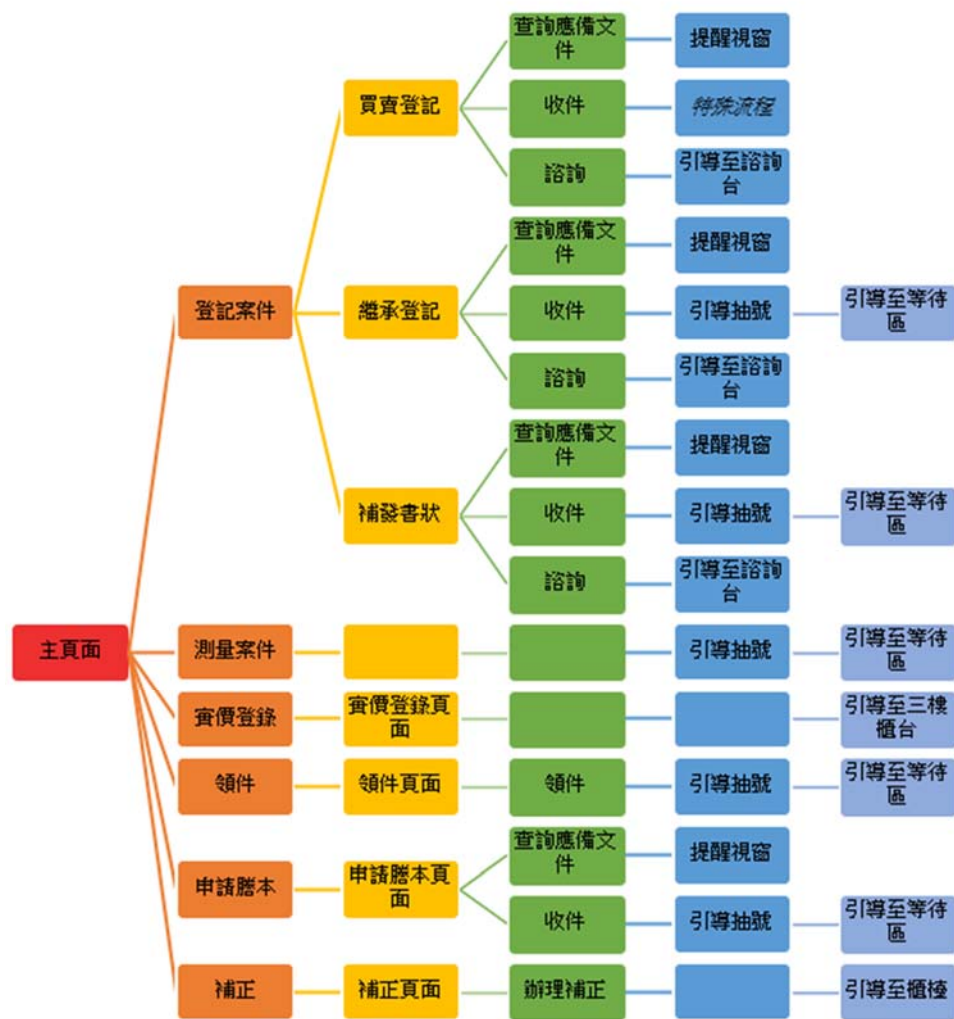 查詢應備文
件
提醒視窗
買賣登記
收件
特殊流程
諮詢
引導至諮詢
台
查詢應備文
件
提醒視窗
登記案件
繼承登記
收件
引導抽號
引導至等待
區
諮詢
引導至諮詢
台
查詢應備文
件
提醒視窗
補發書狀
收件
引導抽號
引導至等待
區
諮詢
引導至諮詢
台
主頁面
測量案件
引導抽號
引導至等待
區
實價登錄
實價登錄頁
面
引導至三樓
櫃台
領件
領件頁面
領件
引導抽號
引導至等待
區
查詢應備文
件
提醒視窗
申請謄本
申請謄本頁
面
收件
引導抽號
引導至等待
區
補正
補正頁面
辦理補正
引導至櫃檯